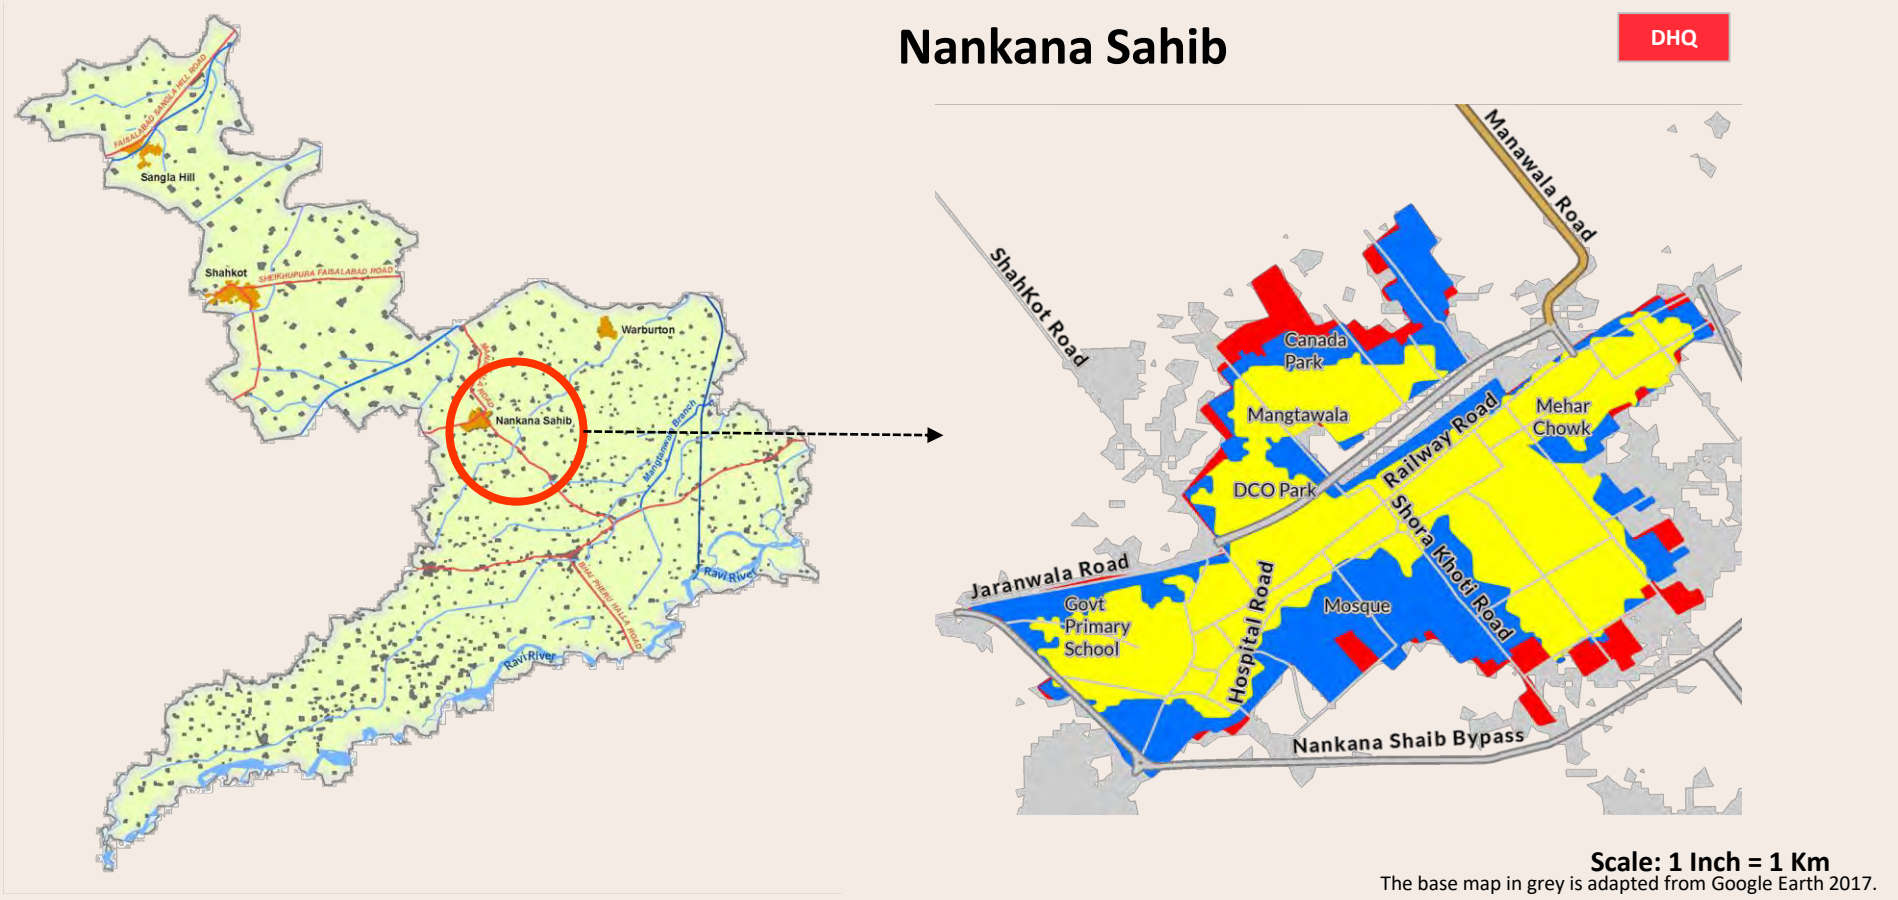 Nankana Sahib
DHQ
FAISALABAD SANGLA HILL ROAD
Sangla Hill
Shahkot
SHEIKHUPURA FAISALABAD ROAD
Warburton
ROAD
Nankana Sahib
Mangtanwala Branch
BHAI PHERU HALLA ROAD
Ravi River
Ravi River
Manawala Road
ShahKot Road
Canada
Park
Mangtawala
Mehar
Chowk
Railway Road
DCO Park
Shora Khoti Road
Jaranwala Road
Govt
Primary
School
Hospital Road
Mosque
Nankana Shaib Bypass
Scale: 1 Inch = 1 Km
The base map in grey is adapted from Google Earth 2017.